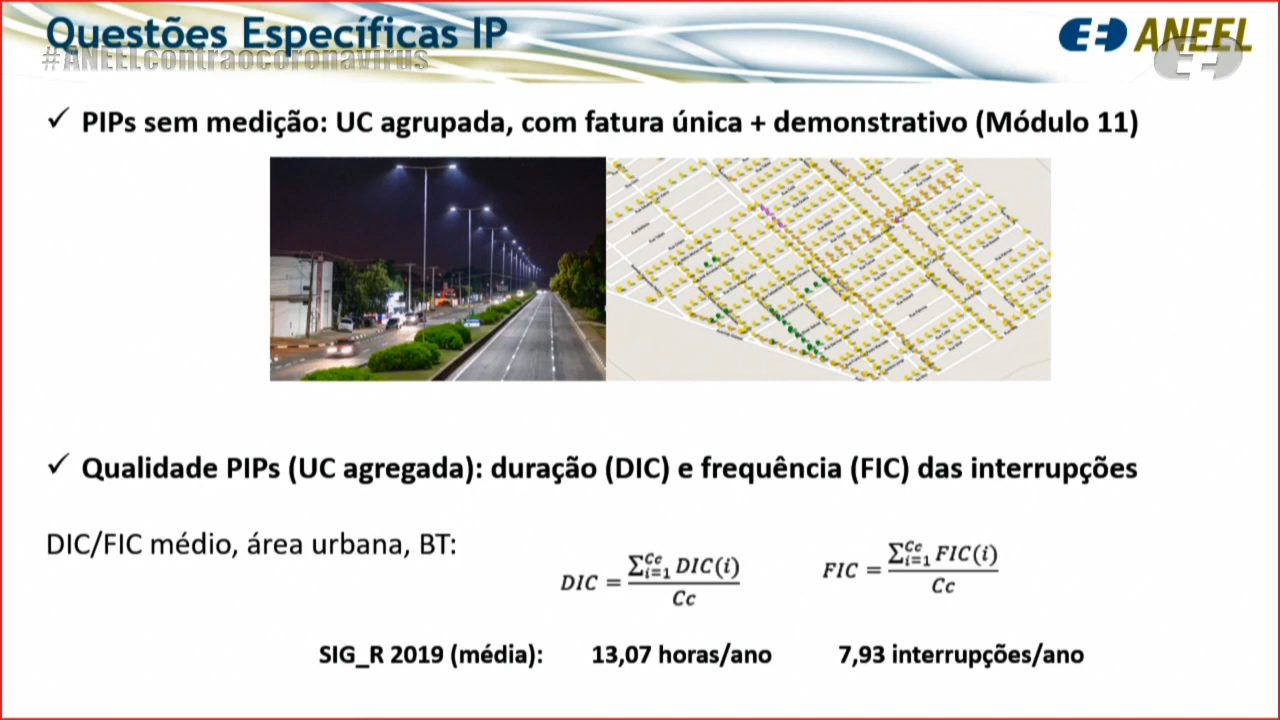 Questões Específicas IP
#ANEELcontraocoronavirus
ANEEL
✓ PIPs sem medição: UC agrupada, com fatura única + demonstrativo (Módulo 11)
✓ Qualidade PIPs (UC agregada): duração (DIC) e frequência (FIC) das interrupções
DIC/FIC médio, área urbana, BT:
DIC = ∑_{i=1}^{Cc} DIC(i) / Cc
FIC = ∑_{i=1}^{Cc} FIC(i) / Cc
SIG_R 2019 (média): 13,07 horas/ano 7,93 interrupções/ano